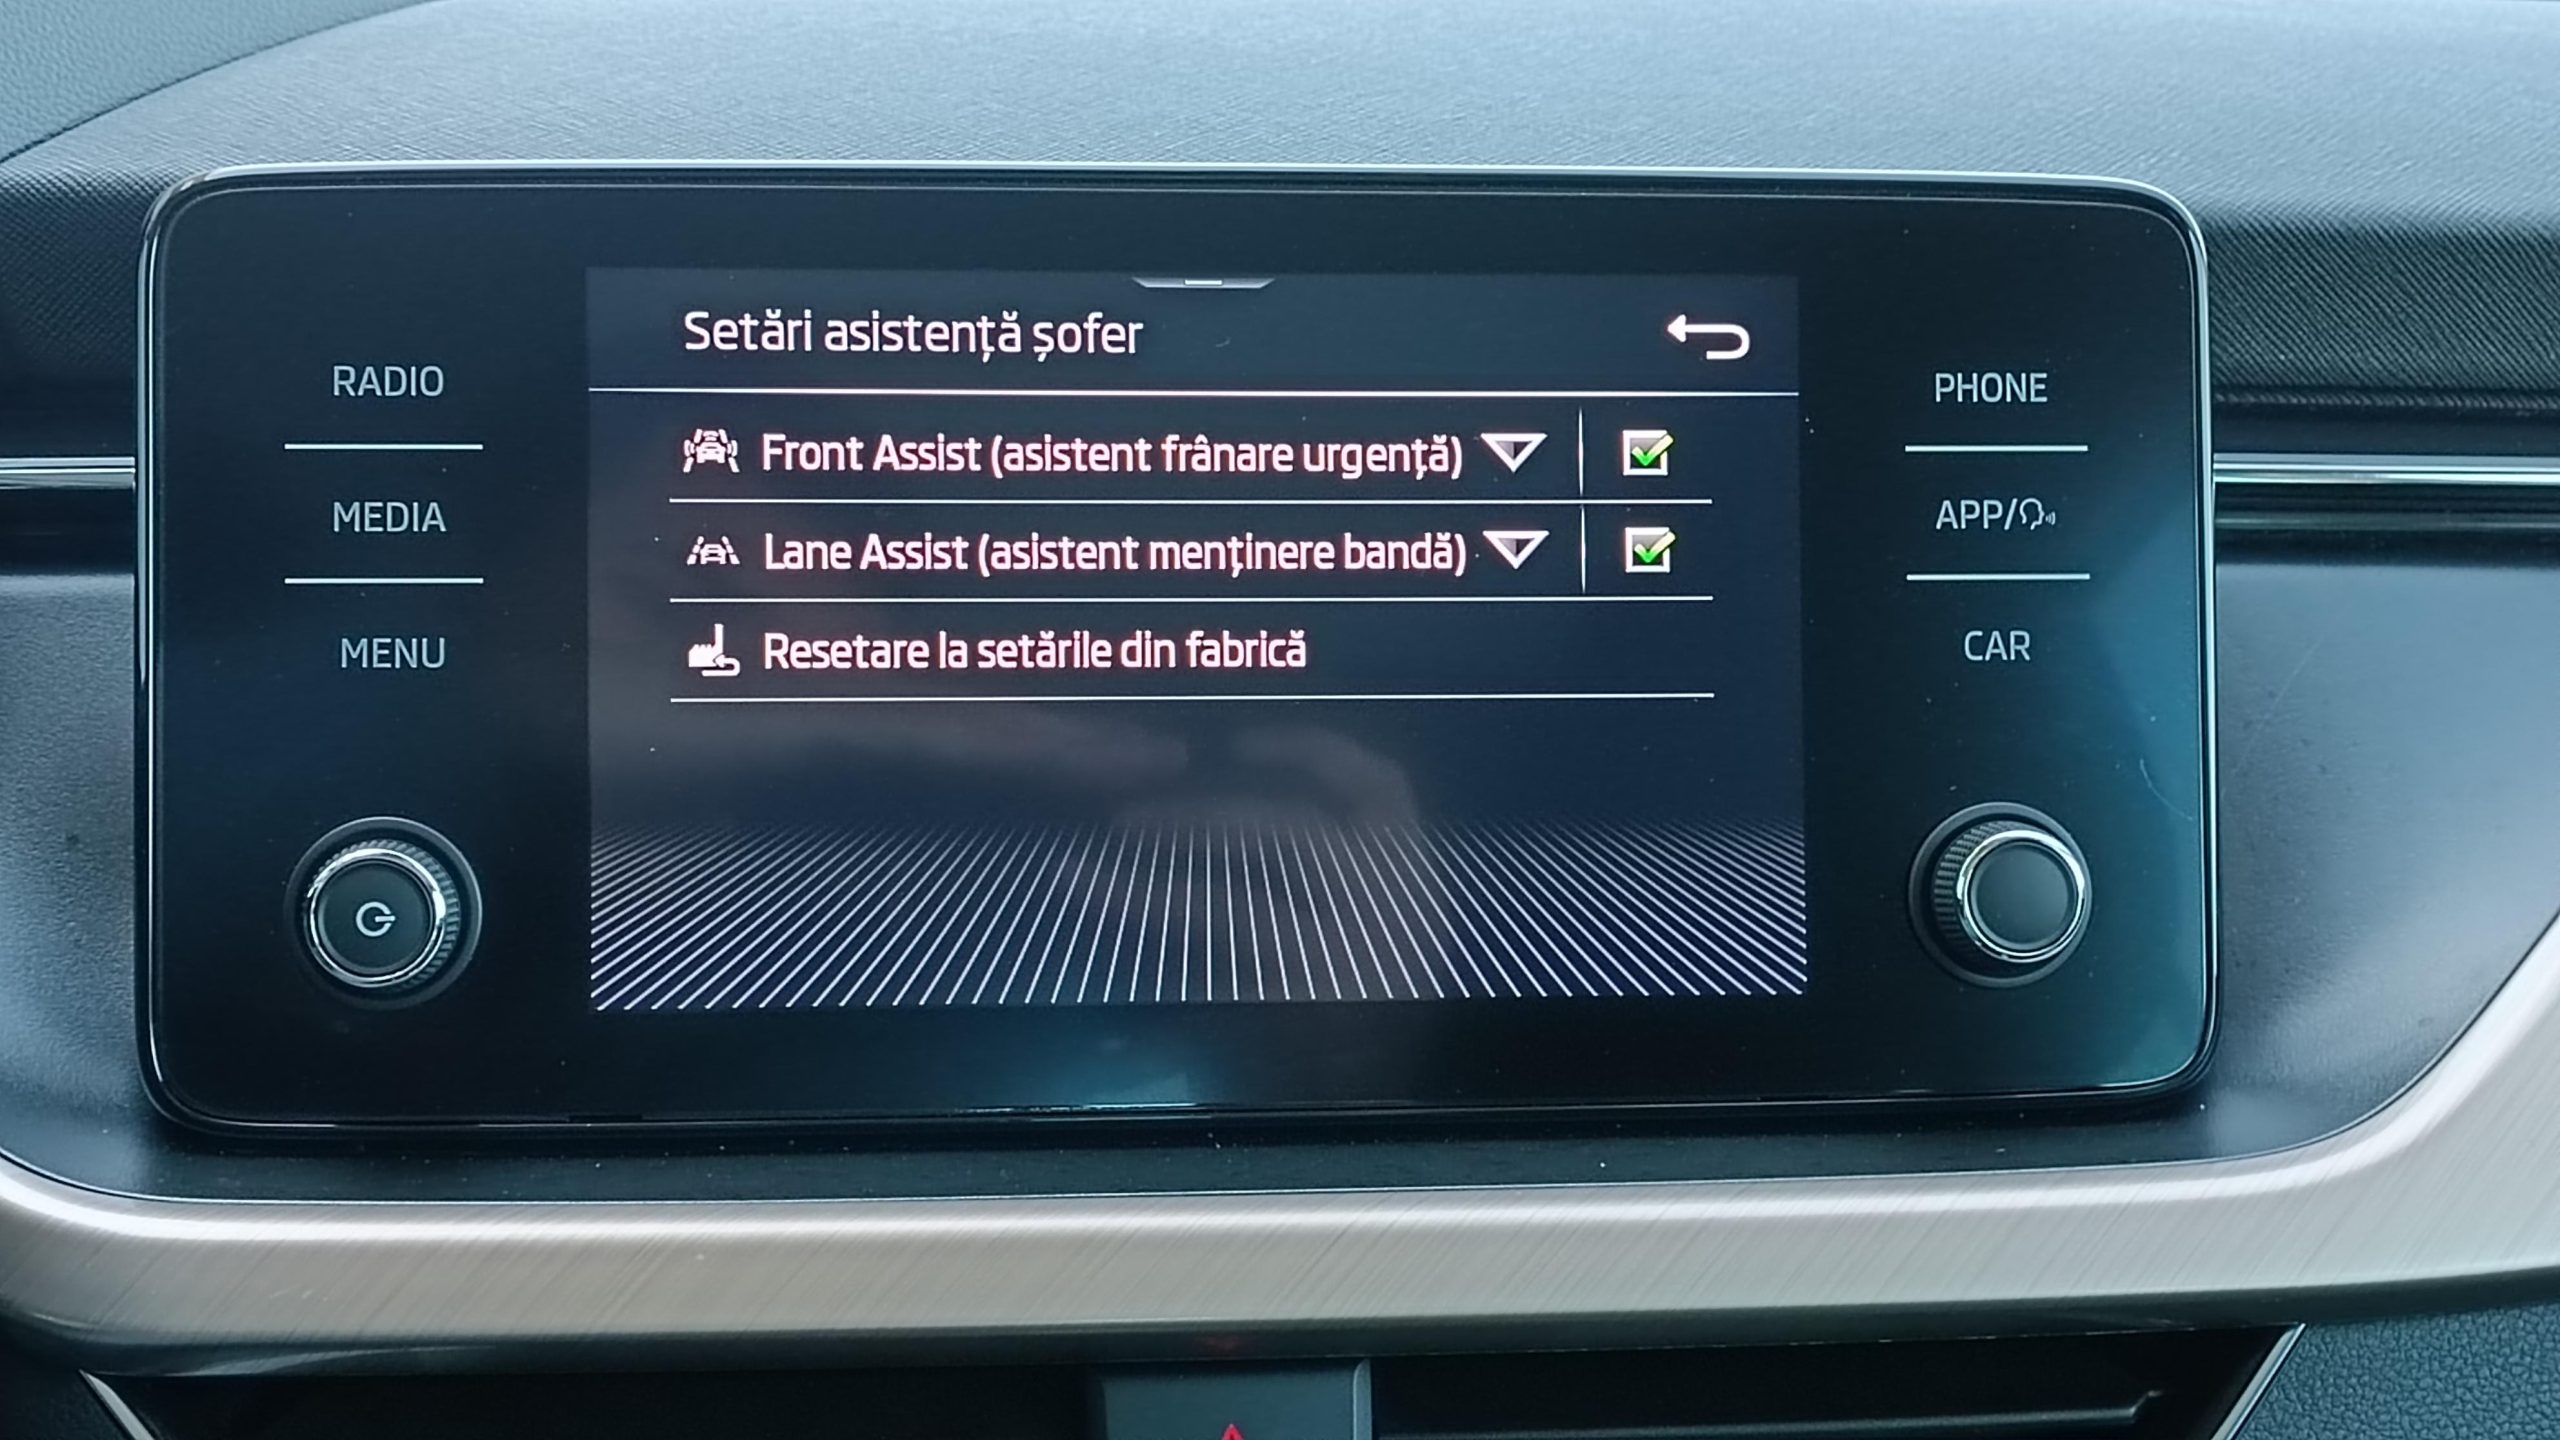 RADIO
MEDIA
MENU
Setări asistență șofer
Front Assist (asistent frânare urgență)
Lane Assist (asistent menținere bandă)
Resetare la setările din fabrică
PHONE
APP/
CAR